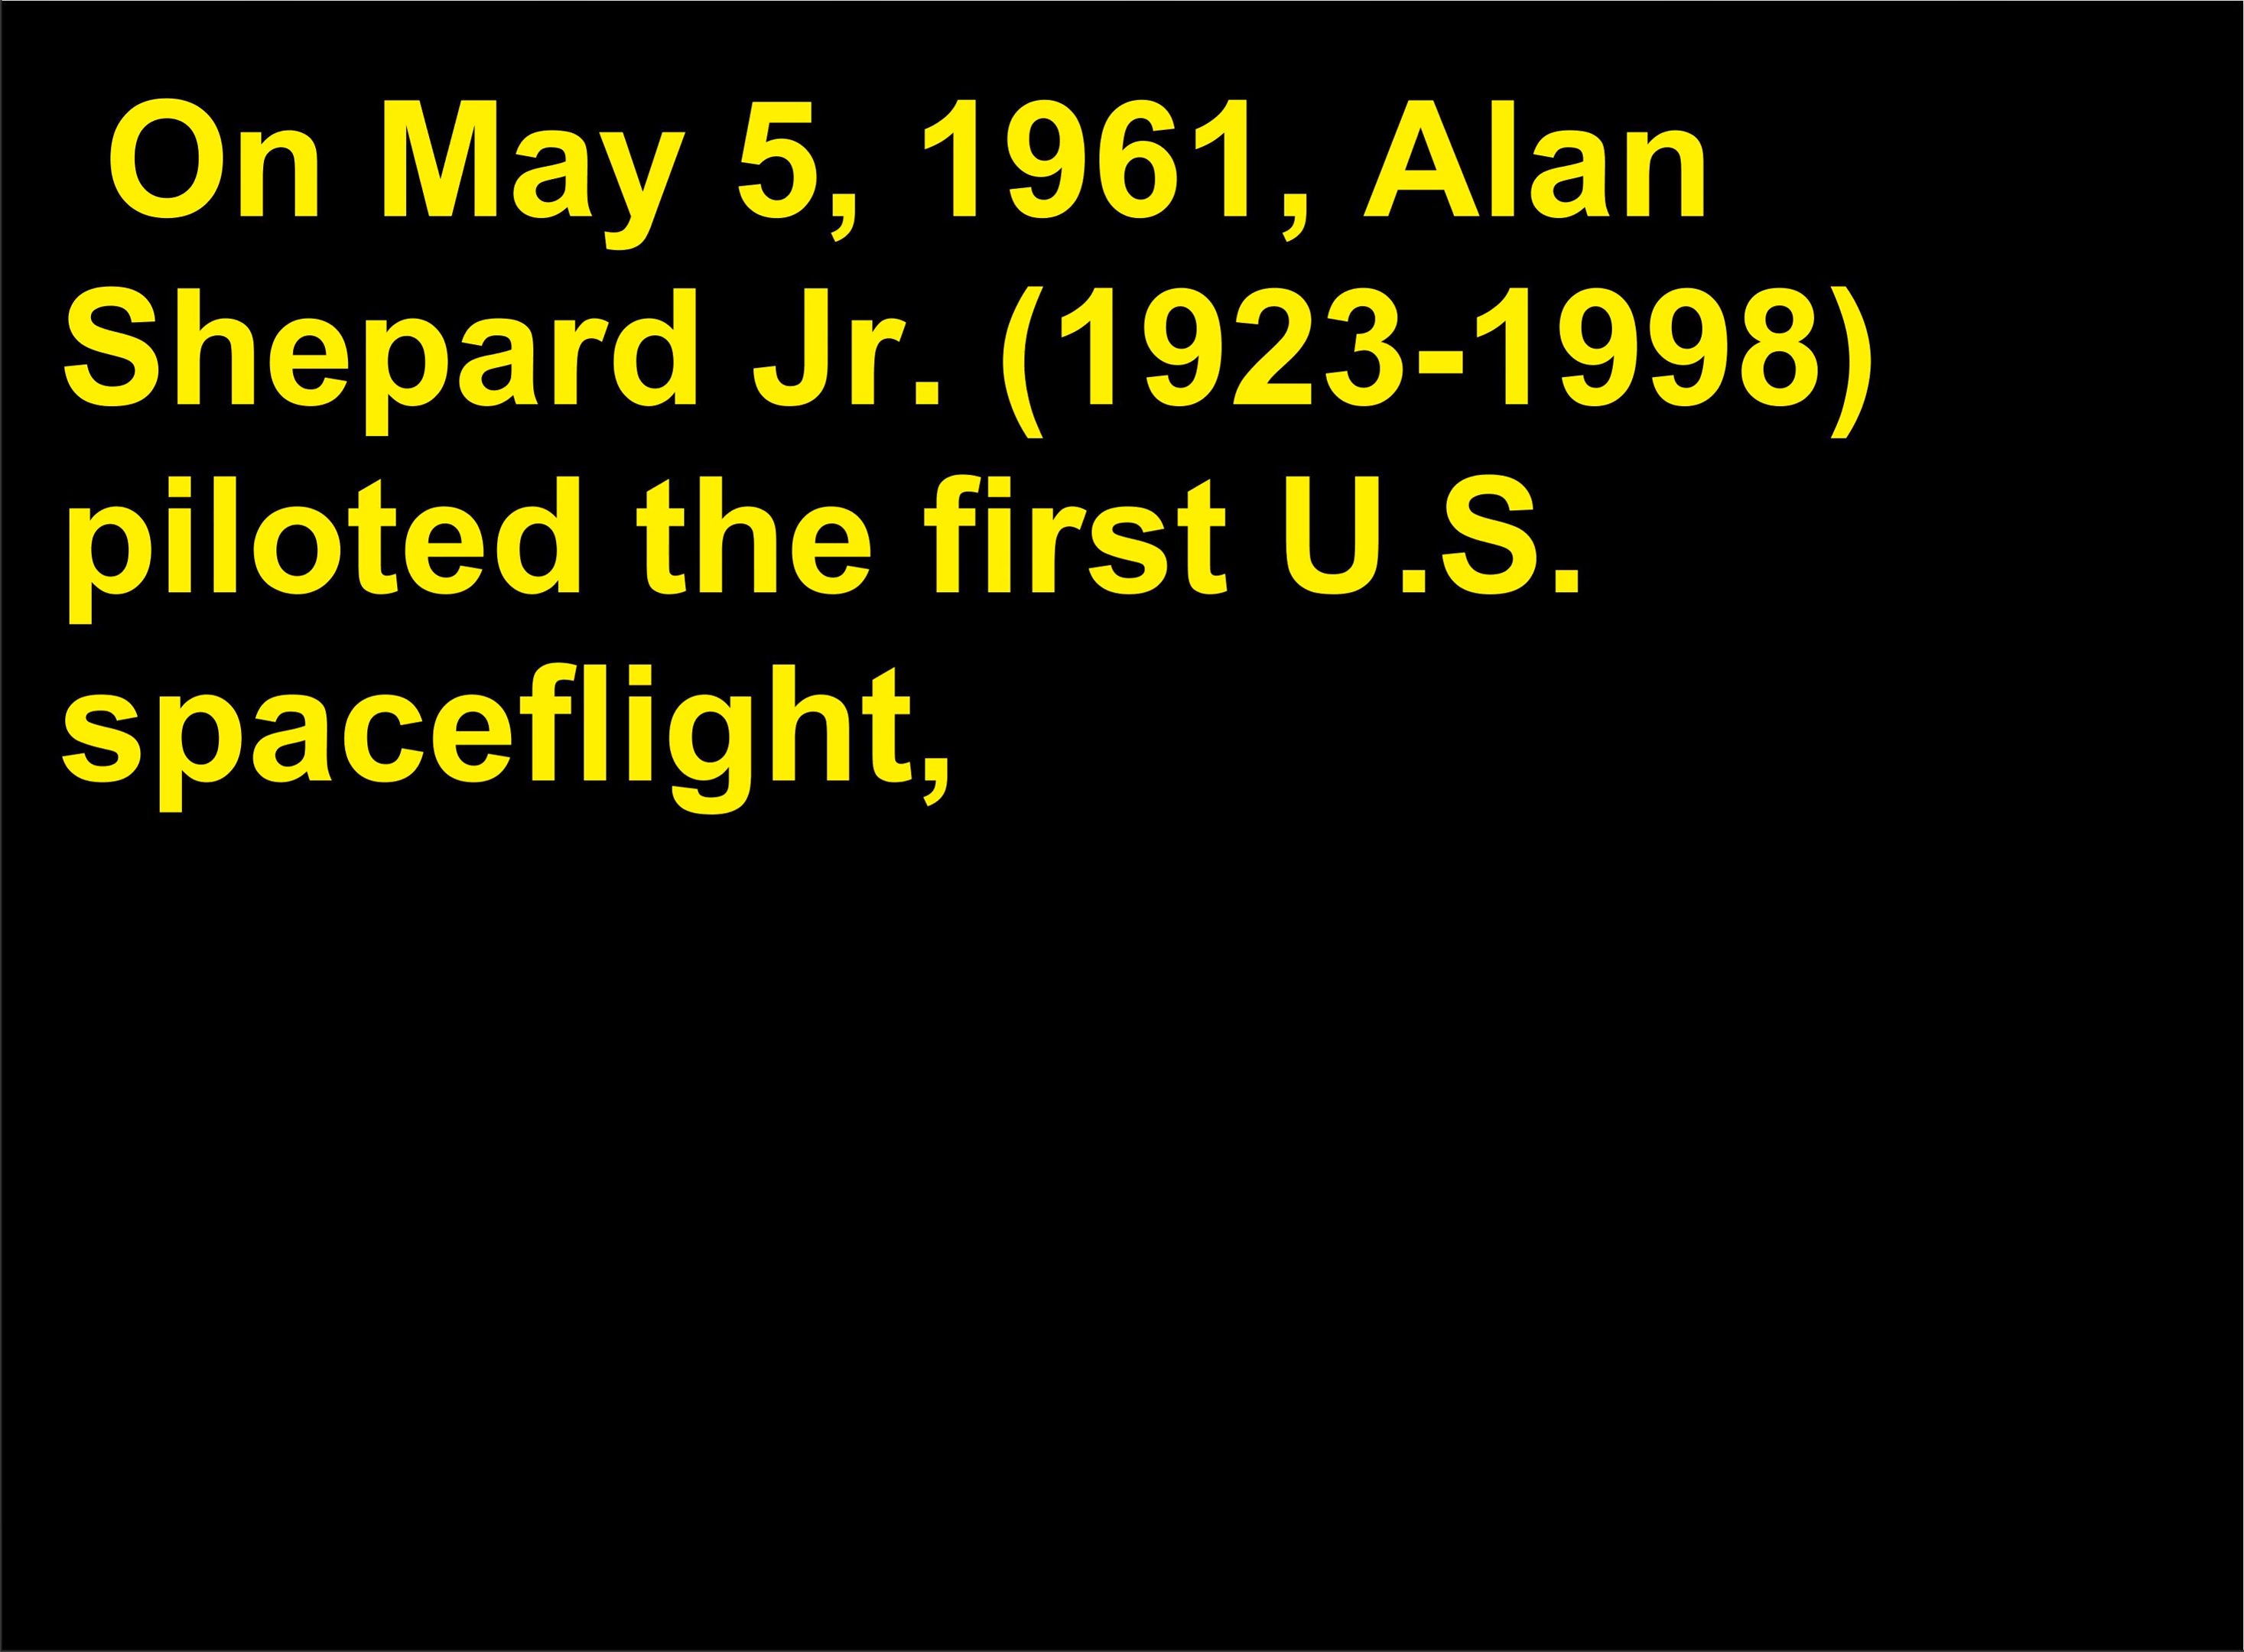 On May 5, 1961, Alan
Shepard Jr. (1923-1998)
piloted the first U.S.
spaceflight,